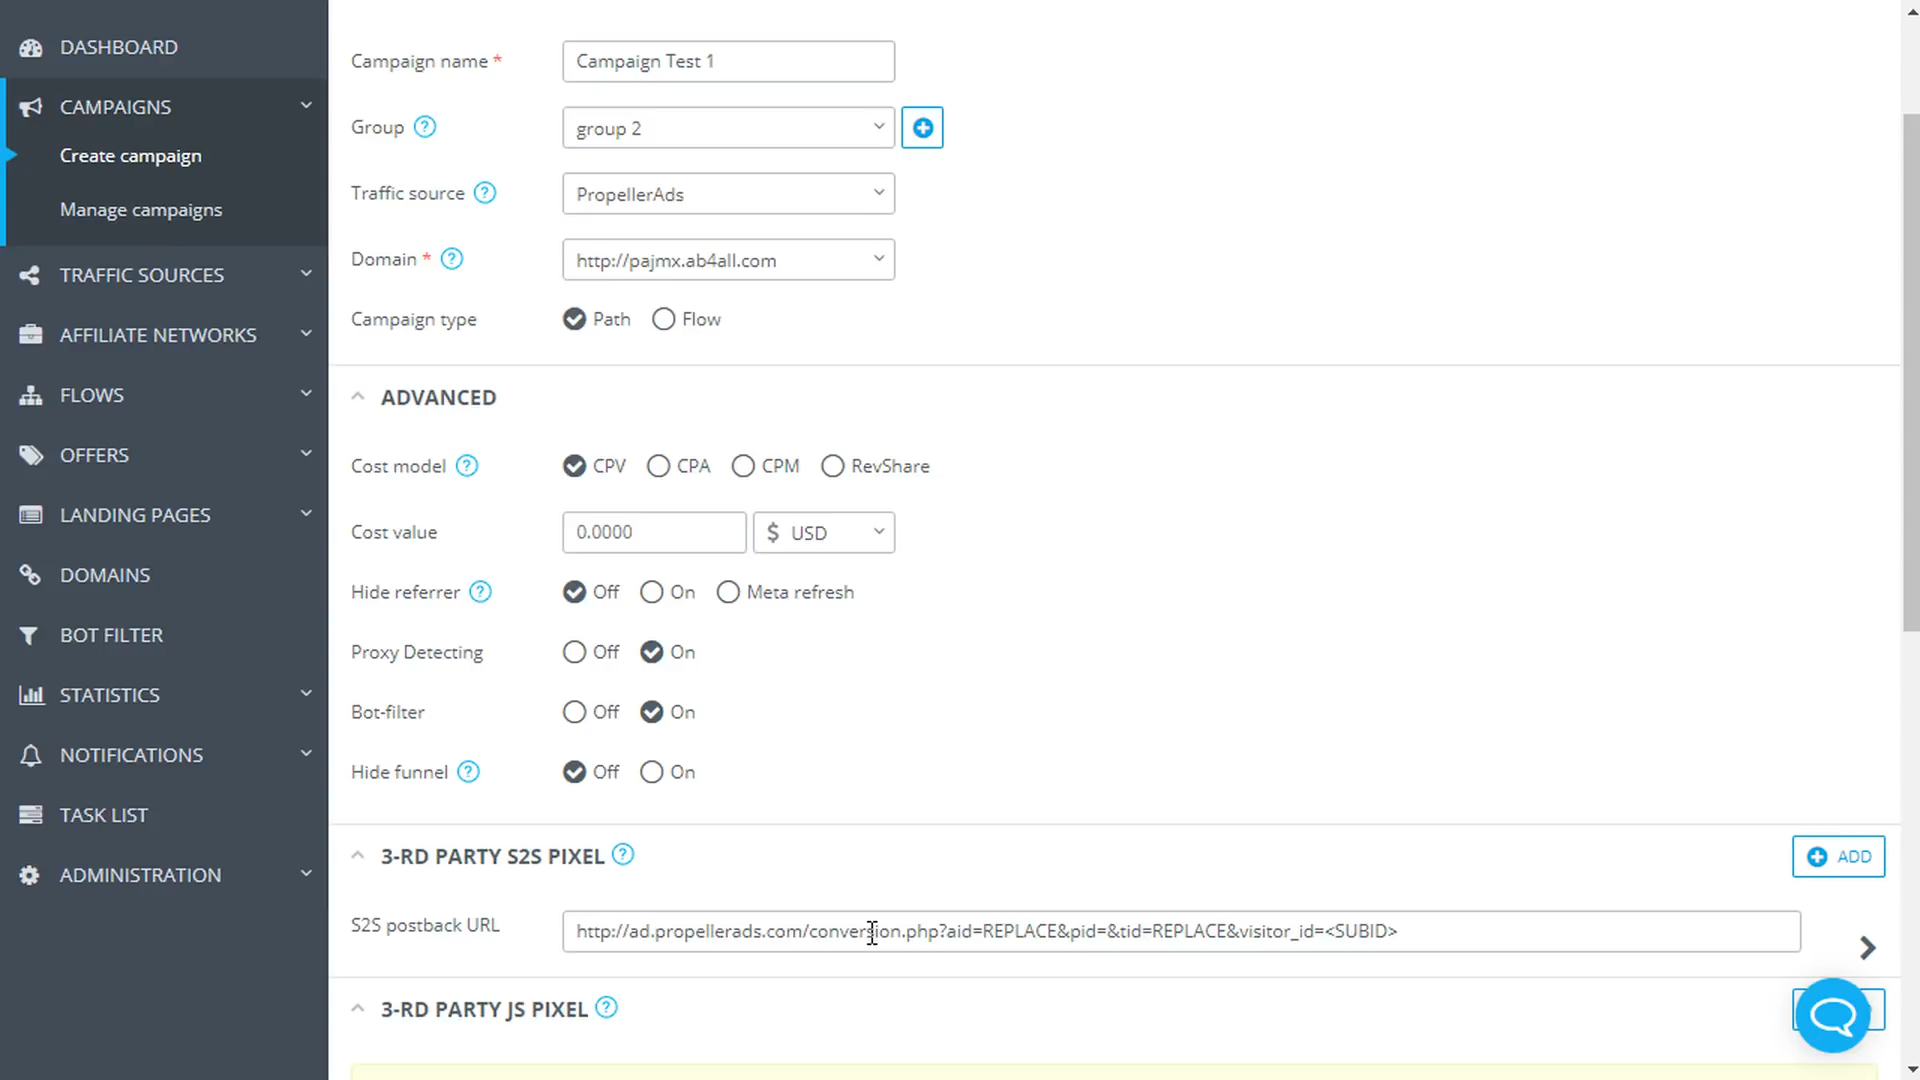 DASHBOARD
CAMPAIGNS
Create campaign
Manage campaigns
TRAFFIC SOURCES
AFFILIATE NETWORKS
FLOWS
OFFERS
LANDING PAGES
DOMAINS
BOT FILTER
STATISTICS
NOTIFICATIONS
TASK LIST
ADMINISTRATION
Campaign name * Campaign Test 1
Group ? group 2
Traffic source ? PropellerAds
Domain * ? http://pajmx.ab4all.com
Campaign type Path Flow
ADVANCED
Cost model ? CPV CPA CPM RevShare
Cost value 0.0000 $ USD
Hide referrer ? Off On Meta refresh
Proxy Detecting Off On
Bot-filter Off On
Hide funnel ? Off On
3-RD PARTY S2S PIXEL ? ADD
S2S postback URL http://ad.propellerads.com/conversion.php?aid=REPLACE&pid=&tid=REPLACE&visitor_id=<SUBID>
3-RD PARTY JS PIXEL ?